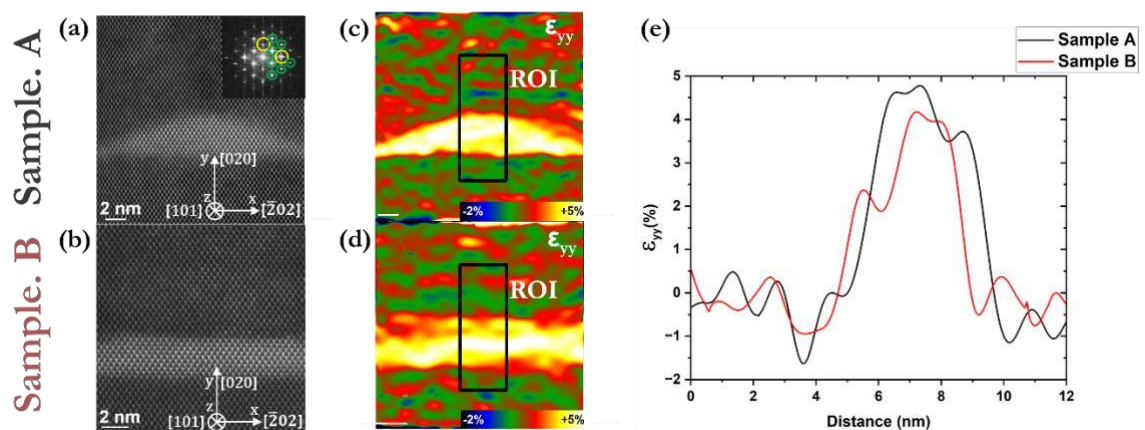 Sample. A
Sample. B
(a)
y [020]
z
x
[101]
[2̅02]
2 nm
(b)
y [020]
z
x
[101]
[2̅02]
2 nm
(c)
εyy
ROI
-2%
+5%
(d)
εyy
ROI
-2%
+5%
(e)
Sample A
Sample B
5
4
3
2
1
0
−1
−2
Ɛyy(%)
0
2
4
6
8
10
12
Distance (nm)